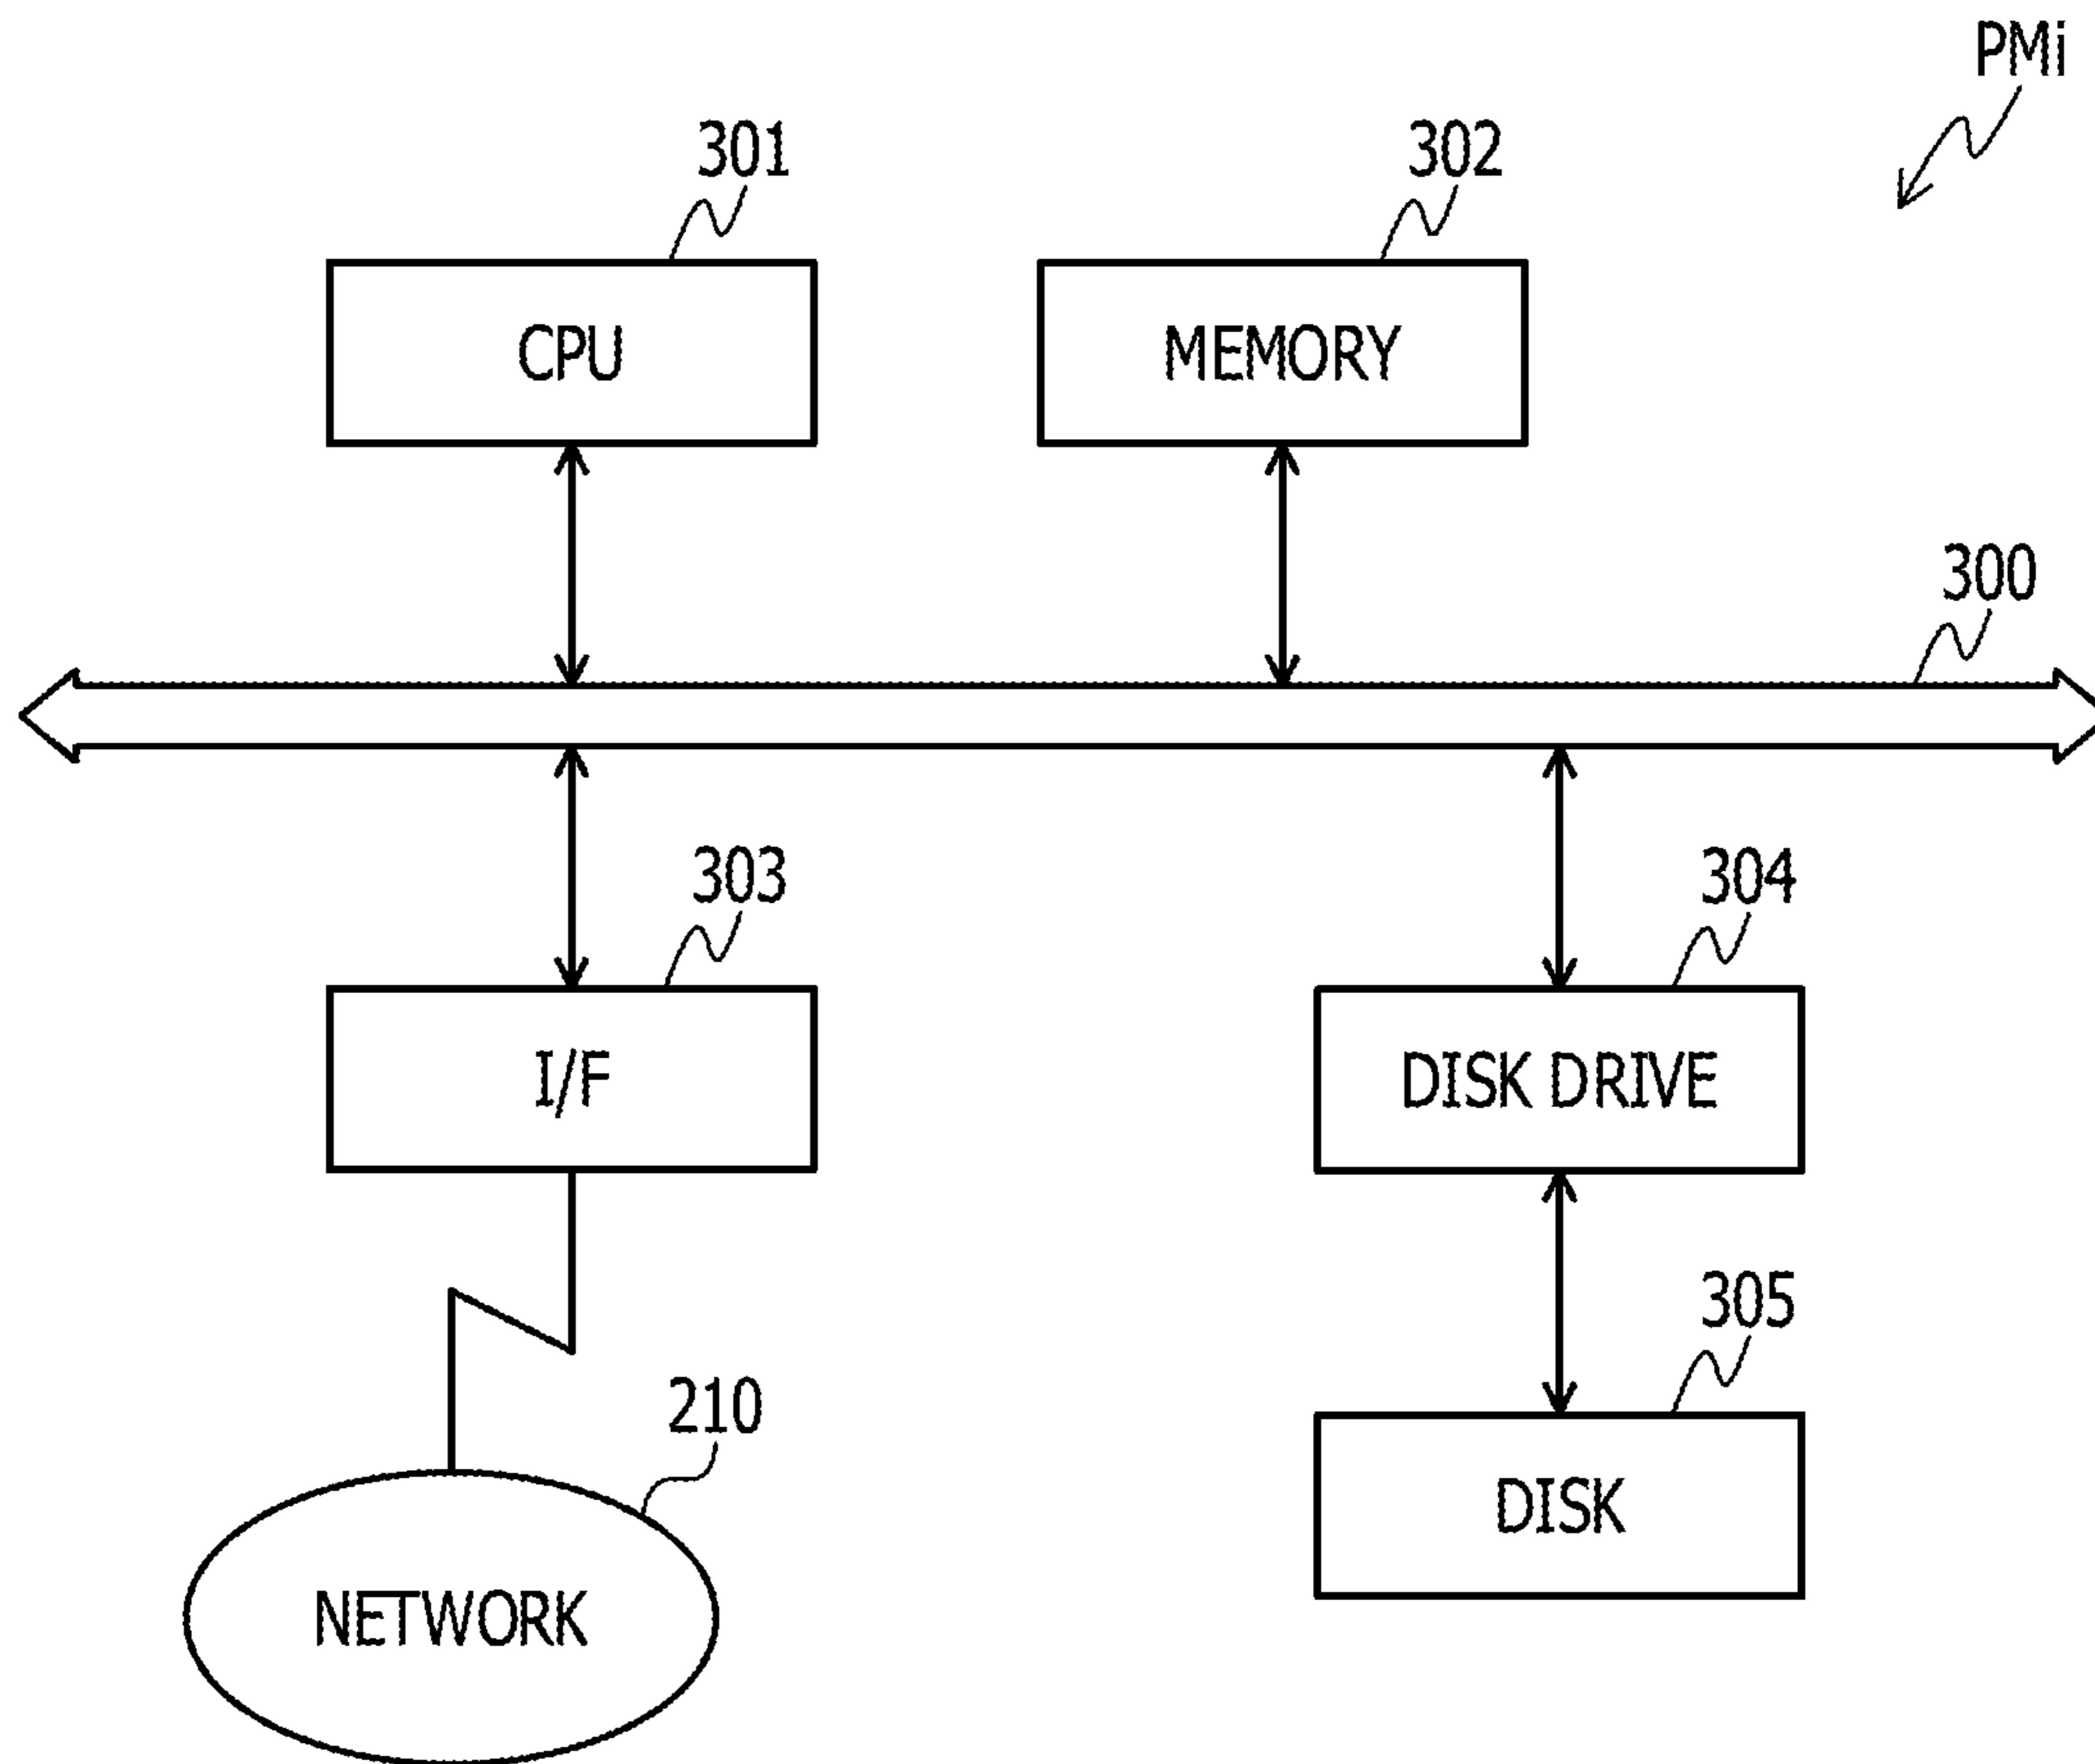 PMi
301
302
CPU
MEMORY
300
303
304
I/F
DISK DRIVE
305
210
DISK
NETWORK